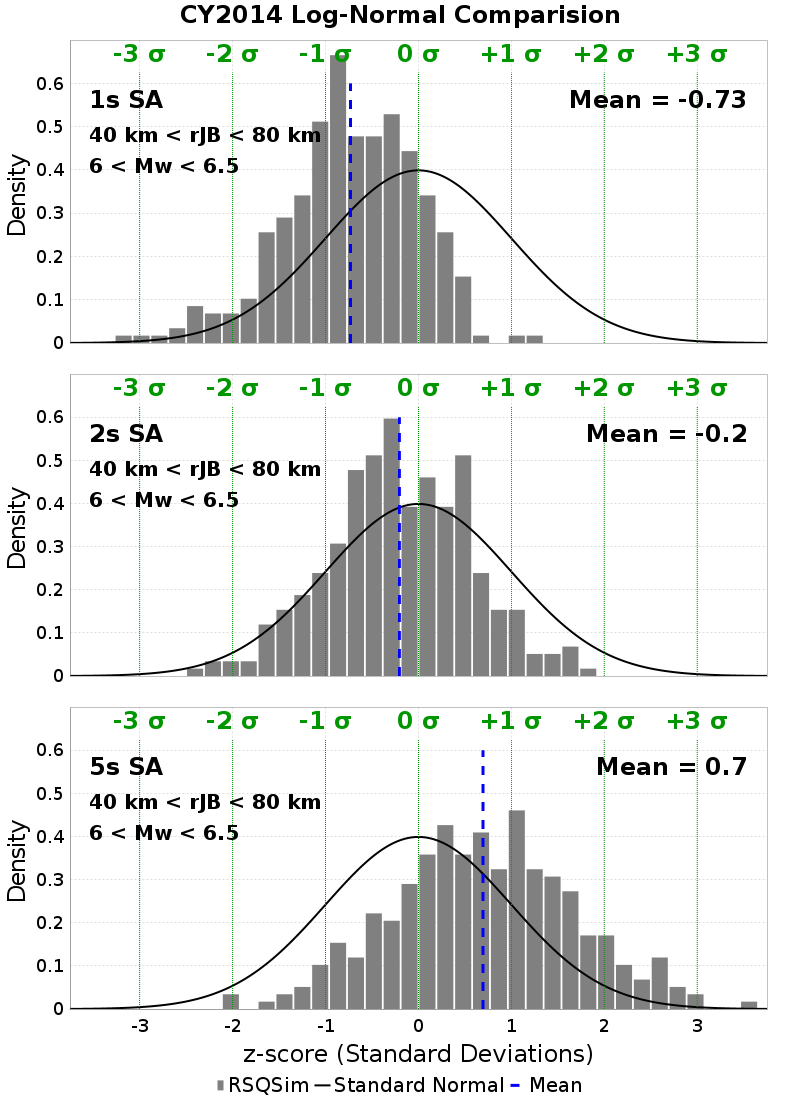 CY2014 Log-Normal Comparision
-3 σ -2 σ -1 σ 0 σ +1 σ +2 σ +3 σ
0.6
1s SA Mean = -0.73
0.5
40 km < rJB < 80 km
6 < Mw < 6.5
0.4
0.3
0.2
0.1
0
Density
-3 σ -2 σ -1 σ 0 σ +1 σ +2 σ +3 σ
0.6
2s SA Mean = -0.2
0.5
40 km < rJB < 80 km
6 < Mw < 6.5
0.4
0.3
0.2
0.1
0
Density
-3 σ -2 σ -1 σ 0 σ +1 σ +2 σ +3 σ
0.6
5s SA Mean = 0.7
0.5
40 km < rJB < 80 km
6 < Mw < 6.5
0.4
0.3
0.2
0.1
0
Density
-3 -2 -1 0 1 2 3
z-score (Standard Deviations)
RSQSim Standard Normal Mean